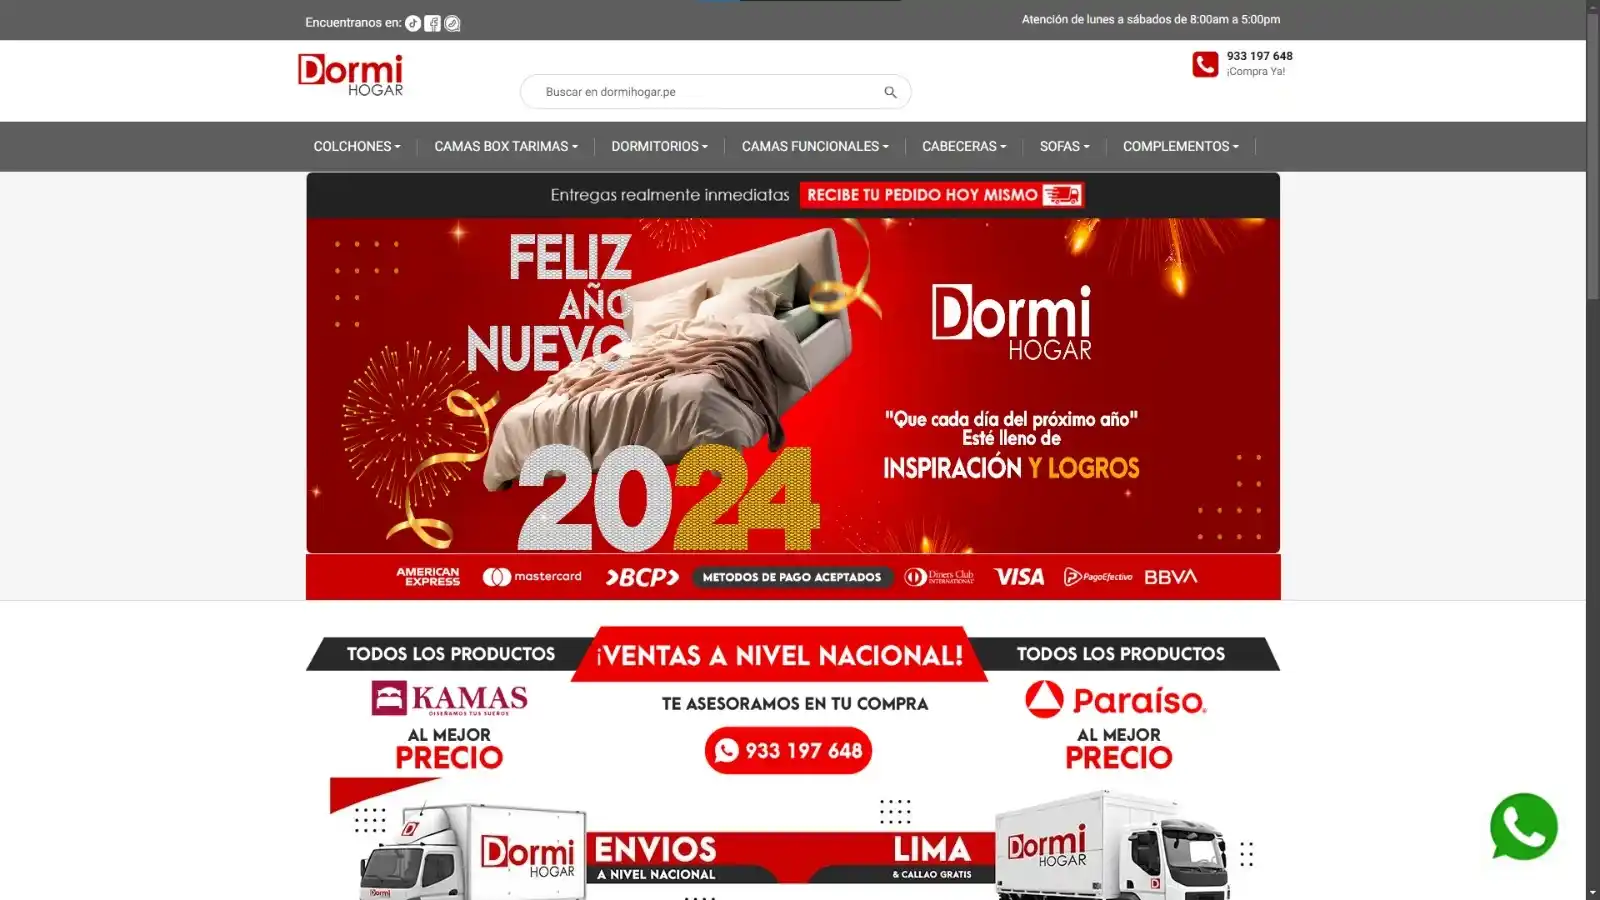 Encuentranos en:
Atención de lunes a sábados de 8:00am a 5:00pm
Dormi
HOGAR
Buscar en dormihogar.pe
933 197 648
¡Compra Ya!
COLCHONES
CAMAS BOX TARIMAS
DORMITORIOS
CAMAS FUNCIONALES
CABECERAS
SOFAS
COMPLEMENTOS
Entregas realmente inmediatas RECIBE TU PEDIDO HOY MISMO
FELIZ
AÑO
NUEVO
2024
Dormi
HOGAR
"Que cada día del próximo año"
Esté lleno de
INSPIRACIÓN Y LOGROS
AMERICAN
EXPRESS
mastercard
BCP
METODOS DE PAGO ACEPTADOS
Diners Club
INTERNATIONAL
VISA
PagoEfectivo
BBVA
TODOS LOS PRODUCTOS
KAMAS
DISEÑAMOS TUS SUEÑOS
AL MEJOR
PRECIO
¡VENTAS A NIVEL NACIONAL!
TE ASESORAMOS EN TU COMPRA
933 197 648
TODOS LOS PRODUCTOS
Paraíso
AL MEJOR
PRECIO
Dormi
Dormi
HOGAR
ENVIOS
A NIVEL NACIONAL
LIMA
& CALLAO GRATIS
Dormi
HOGAR